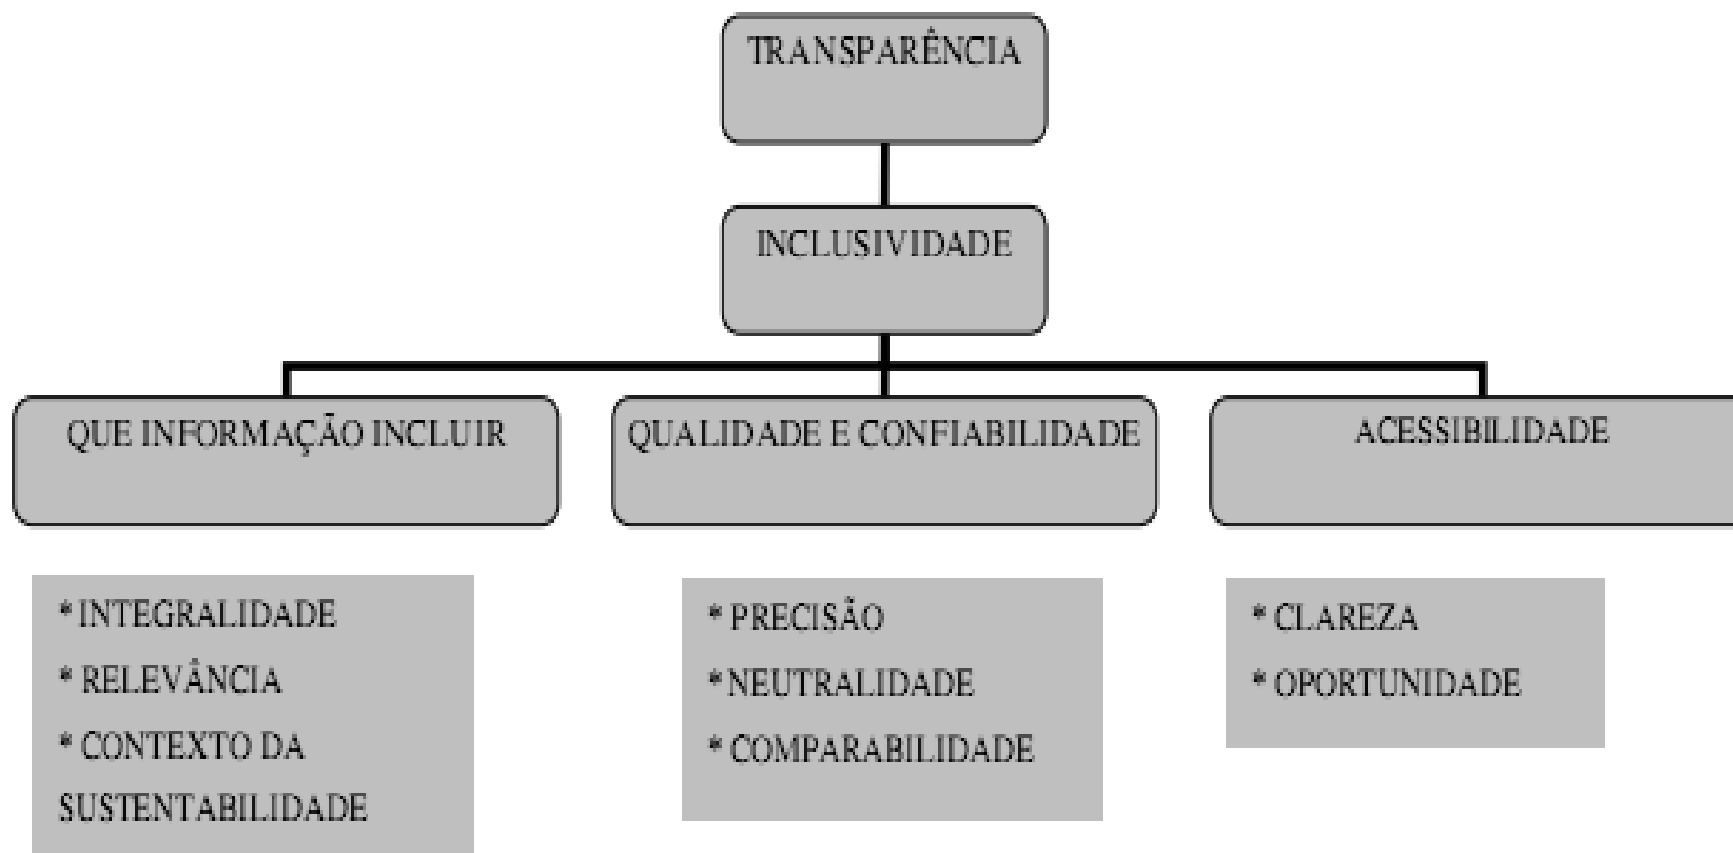 TRANSPARÊNCIA
INCLUSIVIDADE
QUE INFORMAÇÃO INCLUIR
QUALIDADE E CONFIABILIDADE
ACESSIBILIDADE
* INTEGRALIDADE
* RELEVÂNCIA
* CONTEXTO DA
SUSTENTABILIDADE
* PRECISÃO
* NEUTRALIDADE
* COMPARABILIDADE
* CLAREZA
* OPORTUNIDADE